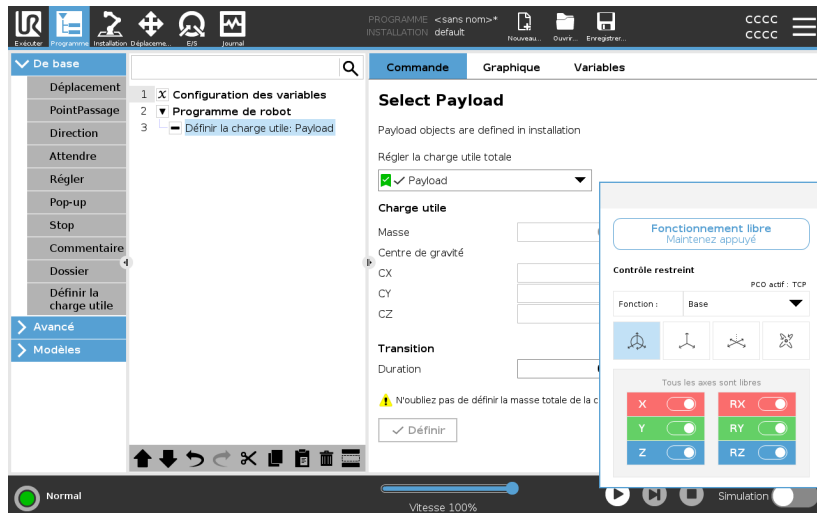 UR
PROGRAMME <sans nom>*
INSTALLATION default
CCCC
CCCC
Exécuter Programme Installation Déplaceme... E/S Journal
Nouveau... Ouvrir... Enregistrer...
De base
Déplacement
PointPassage
Direction
Attendre
Régler
Pop-up
Stop
Commentaire
Dossier
Définir la
charge utile
Avancé
Modèles
1 X Configuration des variables
2 Programme de robot
3 Définir la charge utile: Payload
Commande Graphique Variables
Select Payload
Payload objects are defined in installation
Régler la charge utile totale
Payload
Charge utile
Masse
Centre de gravité
CX
CY
CZ
Transition
Duration
N'oubliez pas de définir la masse totale de la c
Définir
Fonctionnement libre
Maintenez appuyé
Contrôle restreint
PCO actif : TCP
Fonction : Base
Tous les axes sont libres
X RX
Y RY
Z RZ
Normal
Vitesse 100%
Simulation